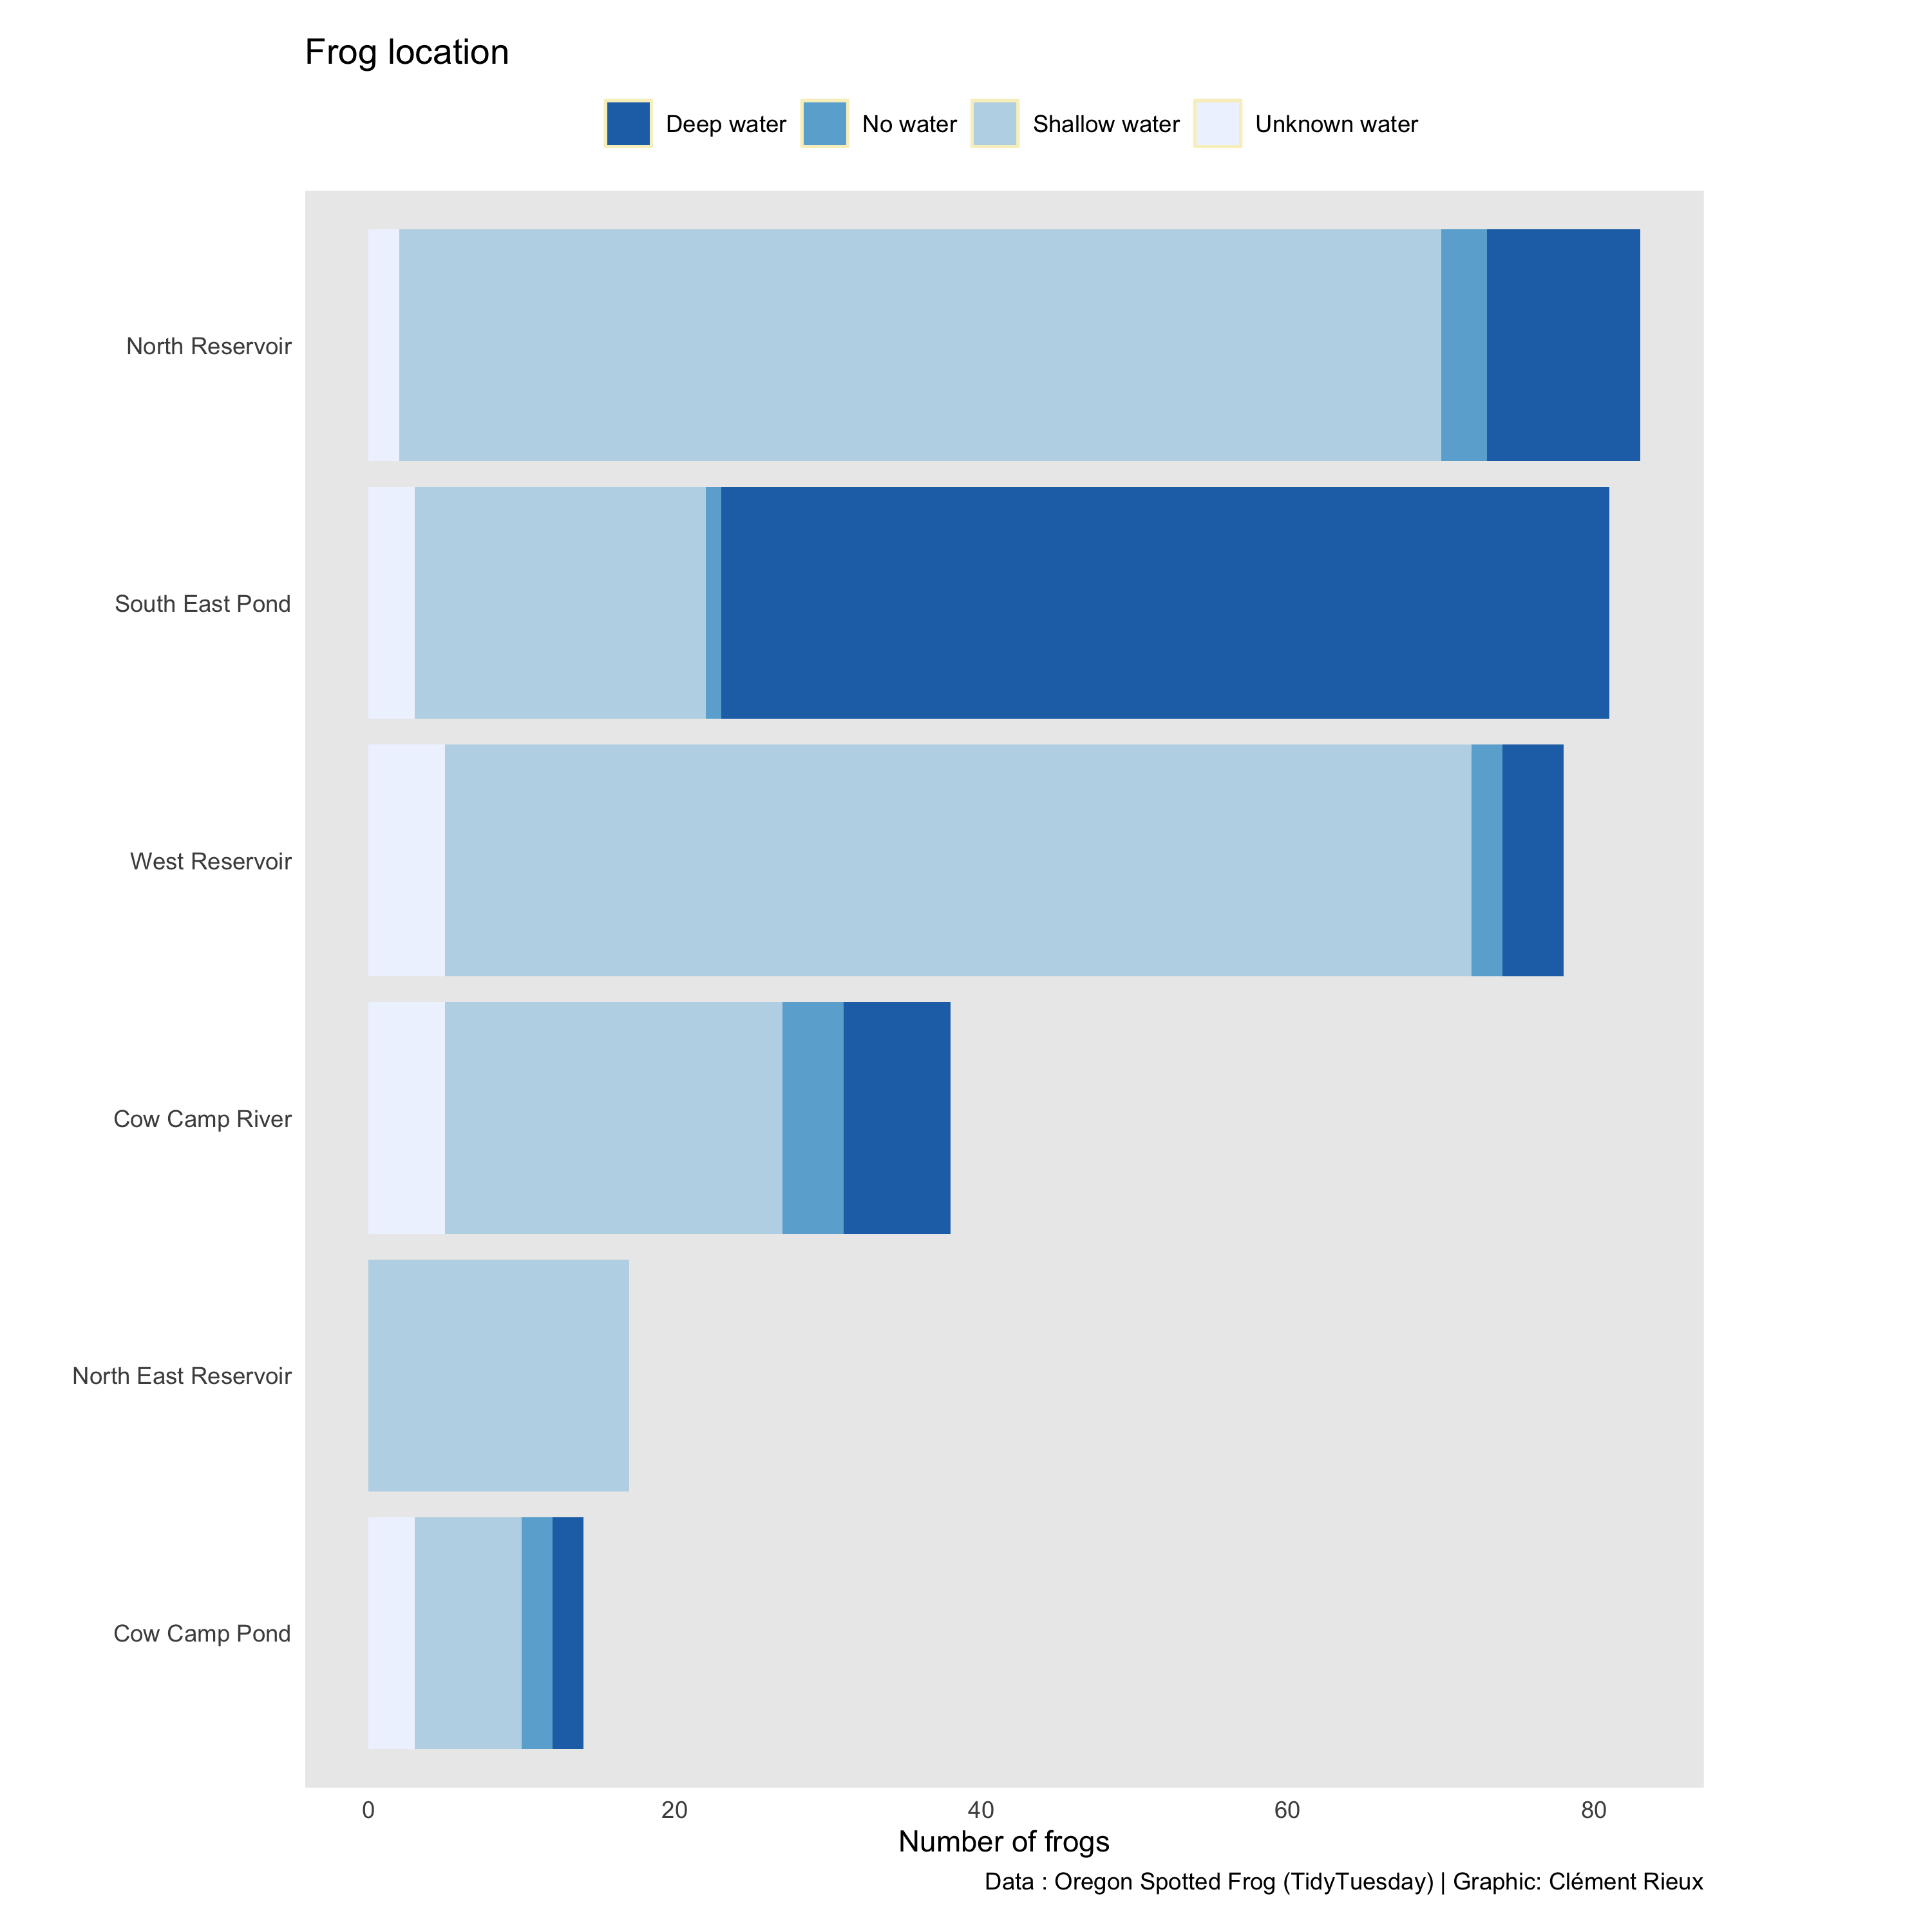 Frog location
Deep water No water Shallow water Unknown water
North Reservoir
South East Pond
West Reservoir
Cow Camp River
North East Reservoir
Cow Camp Pond
0 20 40 60 80
Number of frogs
Data : Oregon Spotted Frog (TidyTuesday) | Graphic: Clément Rieux